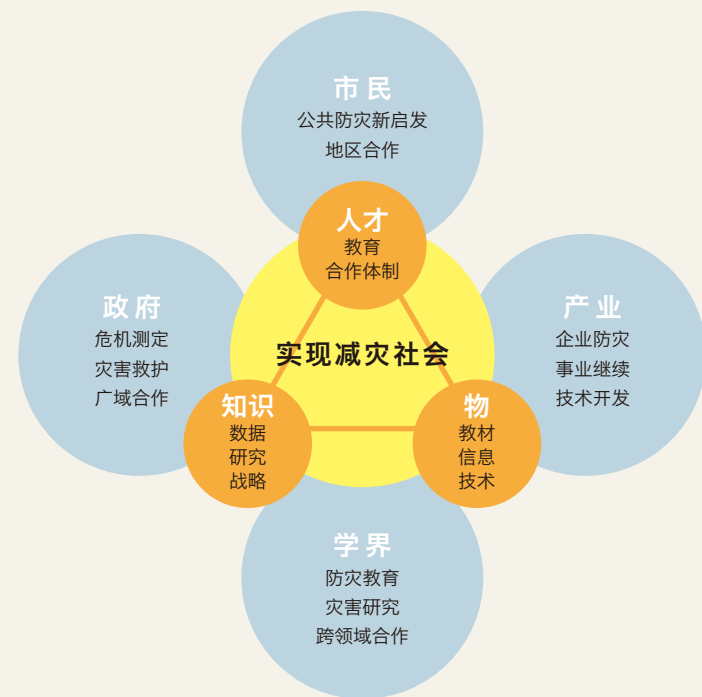 市民
公共防灾新启发
地区合作
人才
教育
合作体制
政府
危机测定
灾害救护
广域合作
实现减灾社会
产业
企业防灾
事业继续
技术开发
知识
数据
研究
战略
物
教材
信息
技术
学界
防灾教育
灾害研究
跨领域合作